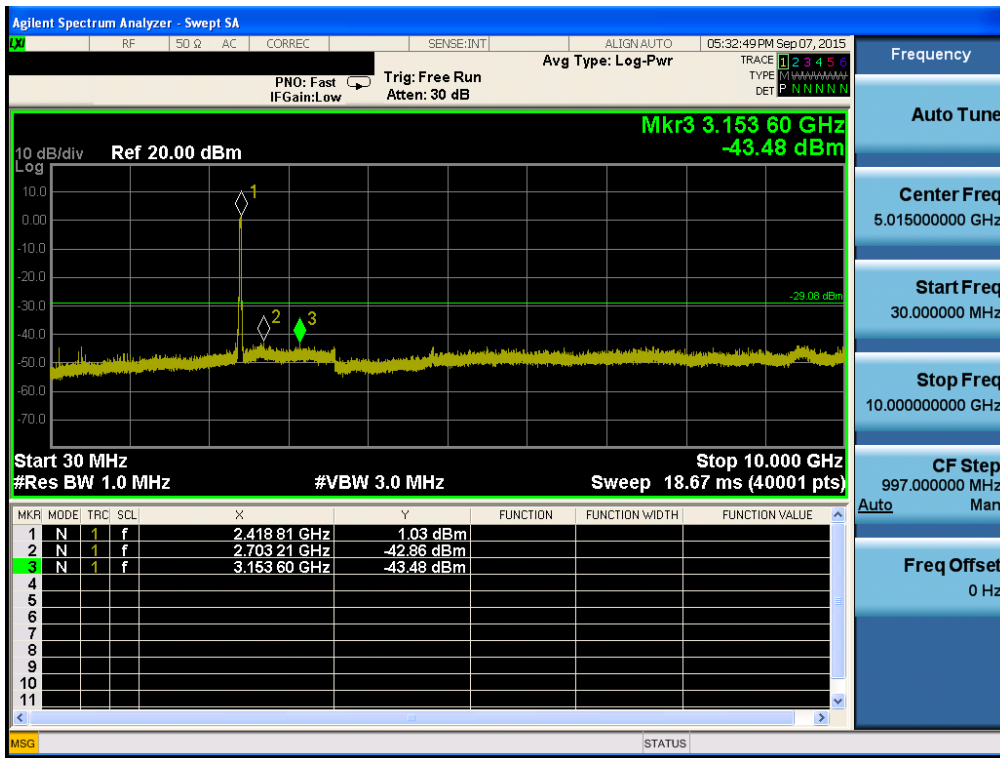 Agilent Spectrum Analyzer - Swept SA
LXI RF 50 Ω AC CORREC SENSE:INT ALIGN AUTO 05:32:49 PM Sep 07, 2015
Frequency
Avg Type: Log-Pwr
TRACE 1 2 3 4 5 6
PNO: Fast Trig: Free Run
TYPE M WWWWW
IFGain:Low Atten: 30 dB
DET P N N N N N
Auto Tune
Mkr3 3.153 60 GHz
-43.48 dBm
10 dB/div Ref 20.00 dBm
Log
10.0
0.00
-10.0
-20.0
-30.0
-40.0
-50.0
-60.0
-70.0
1
2
3
-29.08 dBm
Center Freq
5.015000000 GHz
Start Freq
30.000000 MHz
Stop Freq
10.000000000 GHz
Start 30 MHz Stop 10.000 GHz
#Res BW 1.0 MHz #VBW 3.0 MHz Sweep 18.67 ms (40001 pts)
CF Step
997.000000 MHz
Auto Man
MKR MODE TRC SCL X Y FUNCTION FUNCTION WIDTH FUNCTION VALUE
1 N 1 f 2.418 81 GHz 1.03 dBm
2 N 1 f 2.703 21 GHz -42.86 dBm
3 N 1 f 3.153 60 GHz -43.48 dBm
4
5
6
7
8
9
10
11
Freq Offset
0 Hz
MSG STATUS